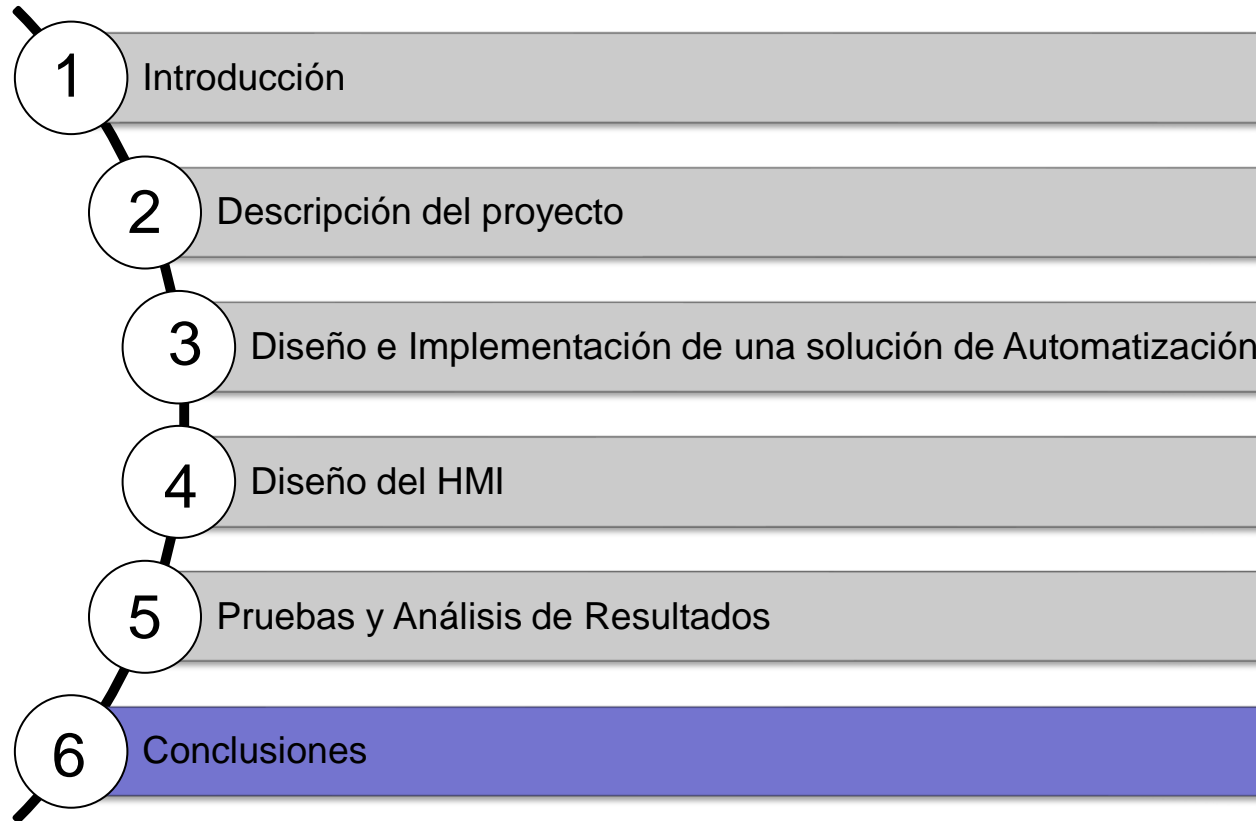 1 Introducción
2 Descripción del proyecto
3 Diseño e Implementación de una solución de Automatización
4 Diseño del HMI
5 Pruebas y Análisis de Resultados
6 Conclusiones